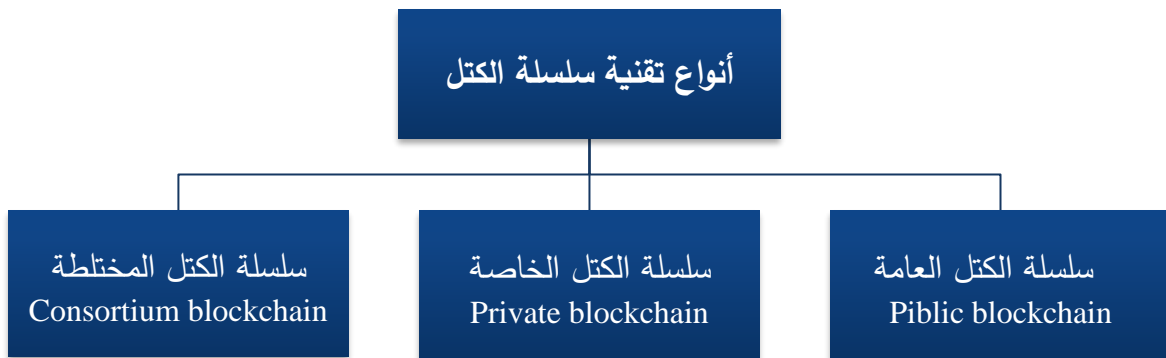 أنواع تقنية سلسلة الكتل
سلسلة الكتل العامة
Piblic blockchain
سلسلة الكتل الخاصة
Private blockchain
سلسلة الكتل المختلطة
Consortium blockchain